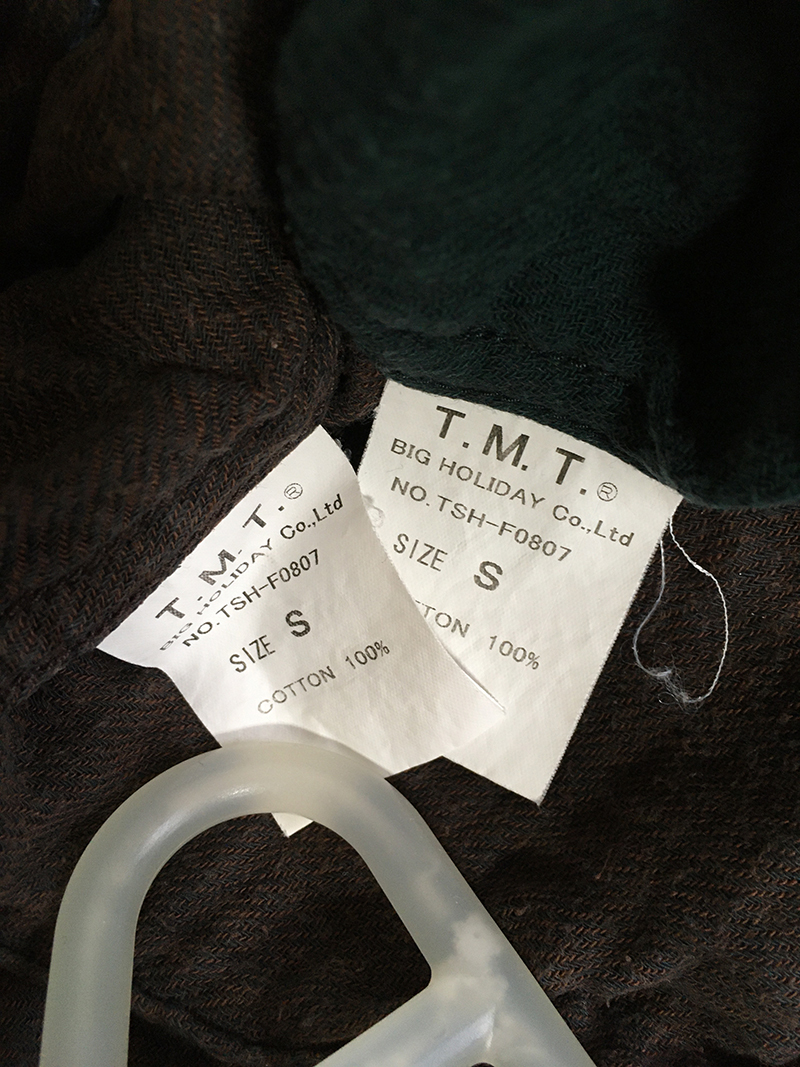 T.M.T.®
BIG HOLIDAY Co.,Ltd
NO.TSH-F0807
SIZE S
COTTON 100%
T.M.T.®
BIG HOLIDAY Co.,Ltd
NO.TSH-F0807
SIZE S
TON 100%